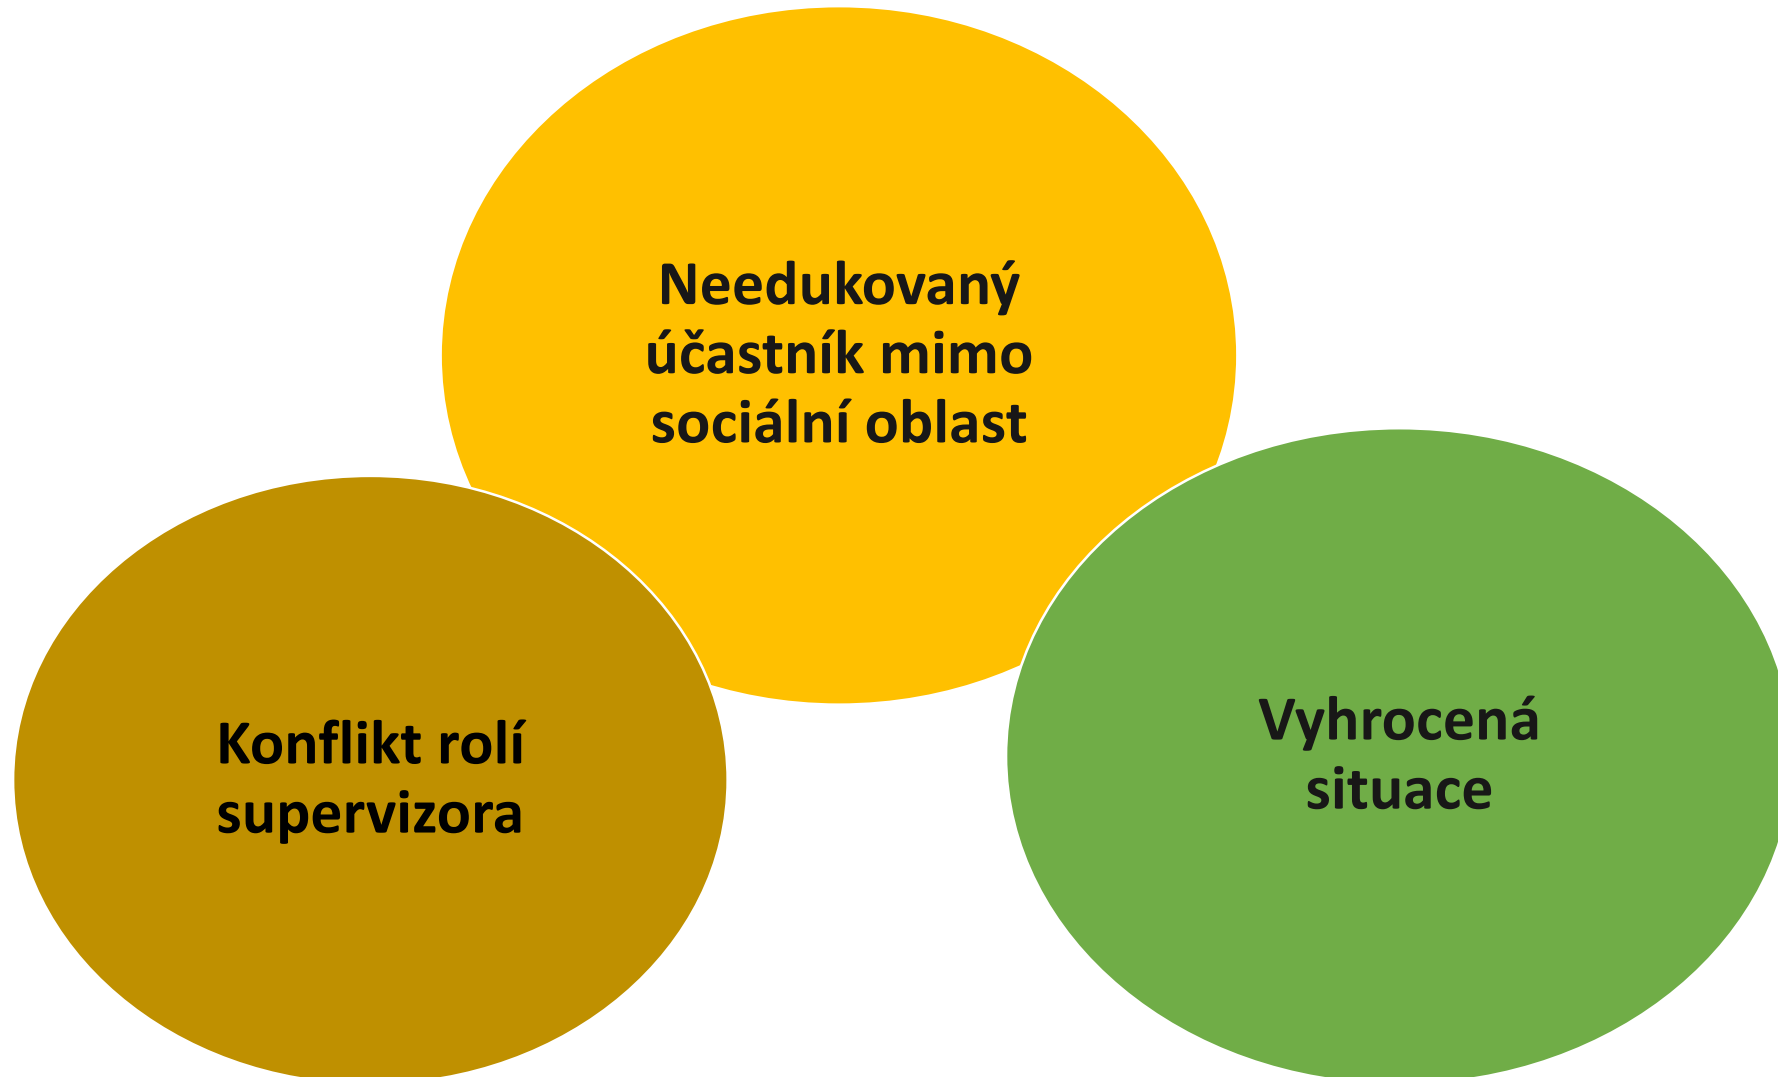 Needukovaný
účastník mimo
sociální oblast
Konflikt rolí
supervizora
Vyhrocená
situace